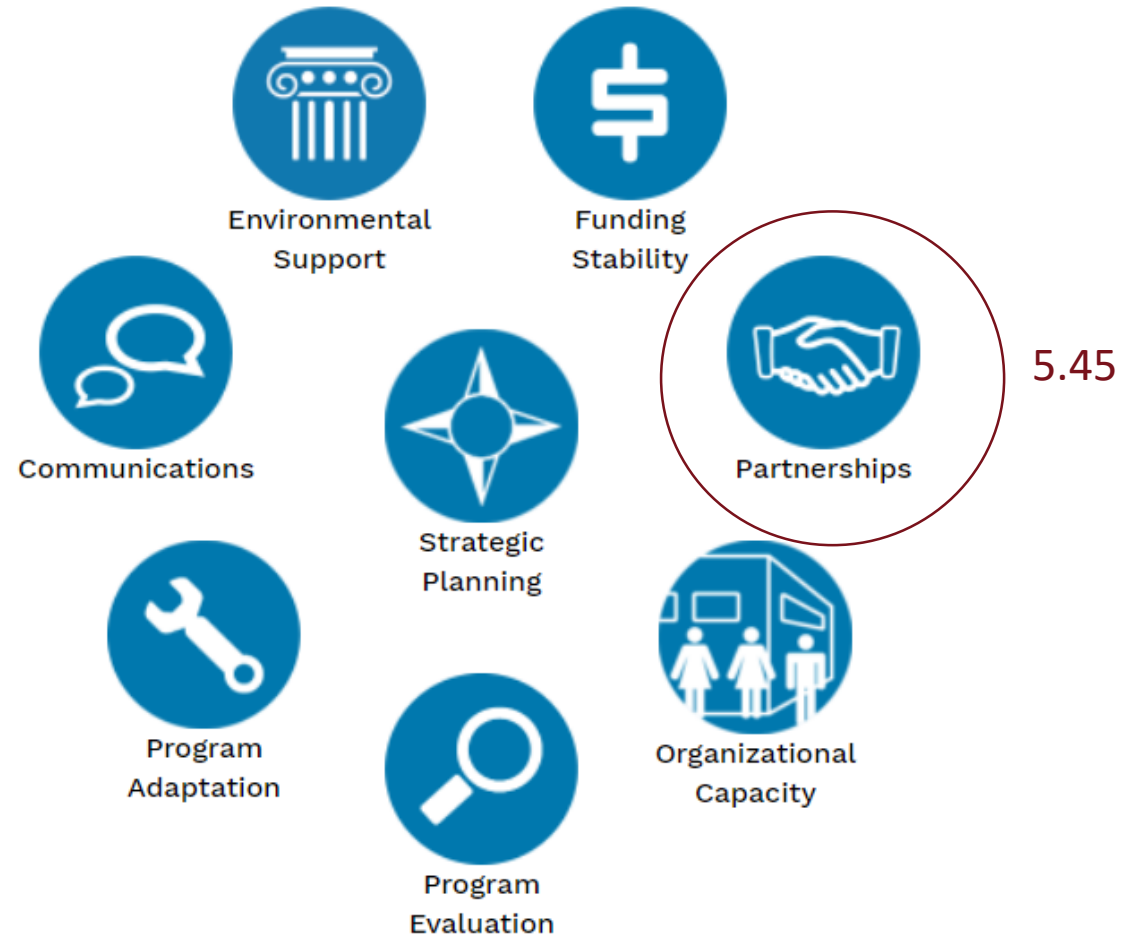 Environmental
Support
Funding
Stability
Communications
Partnerships
5.45
Strategic
Planning
Program
Adaptation
Organizational
Capacity
Program
Evaluation